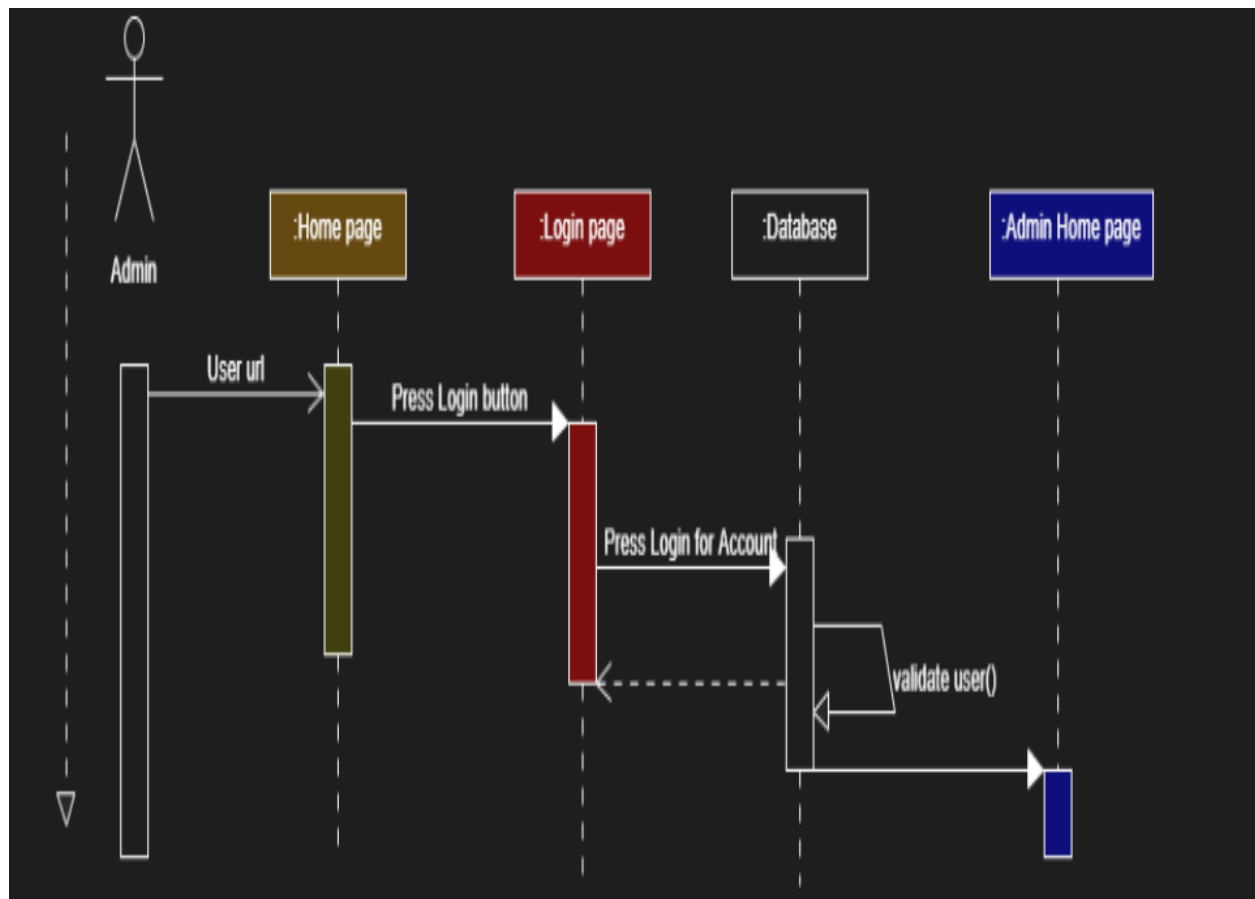 :Home page
:Login page
:Database
:Admin Home page
Admin
User url
Press Login button
Press Login for Account
validate user()